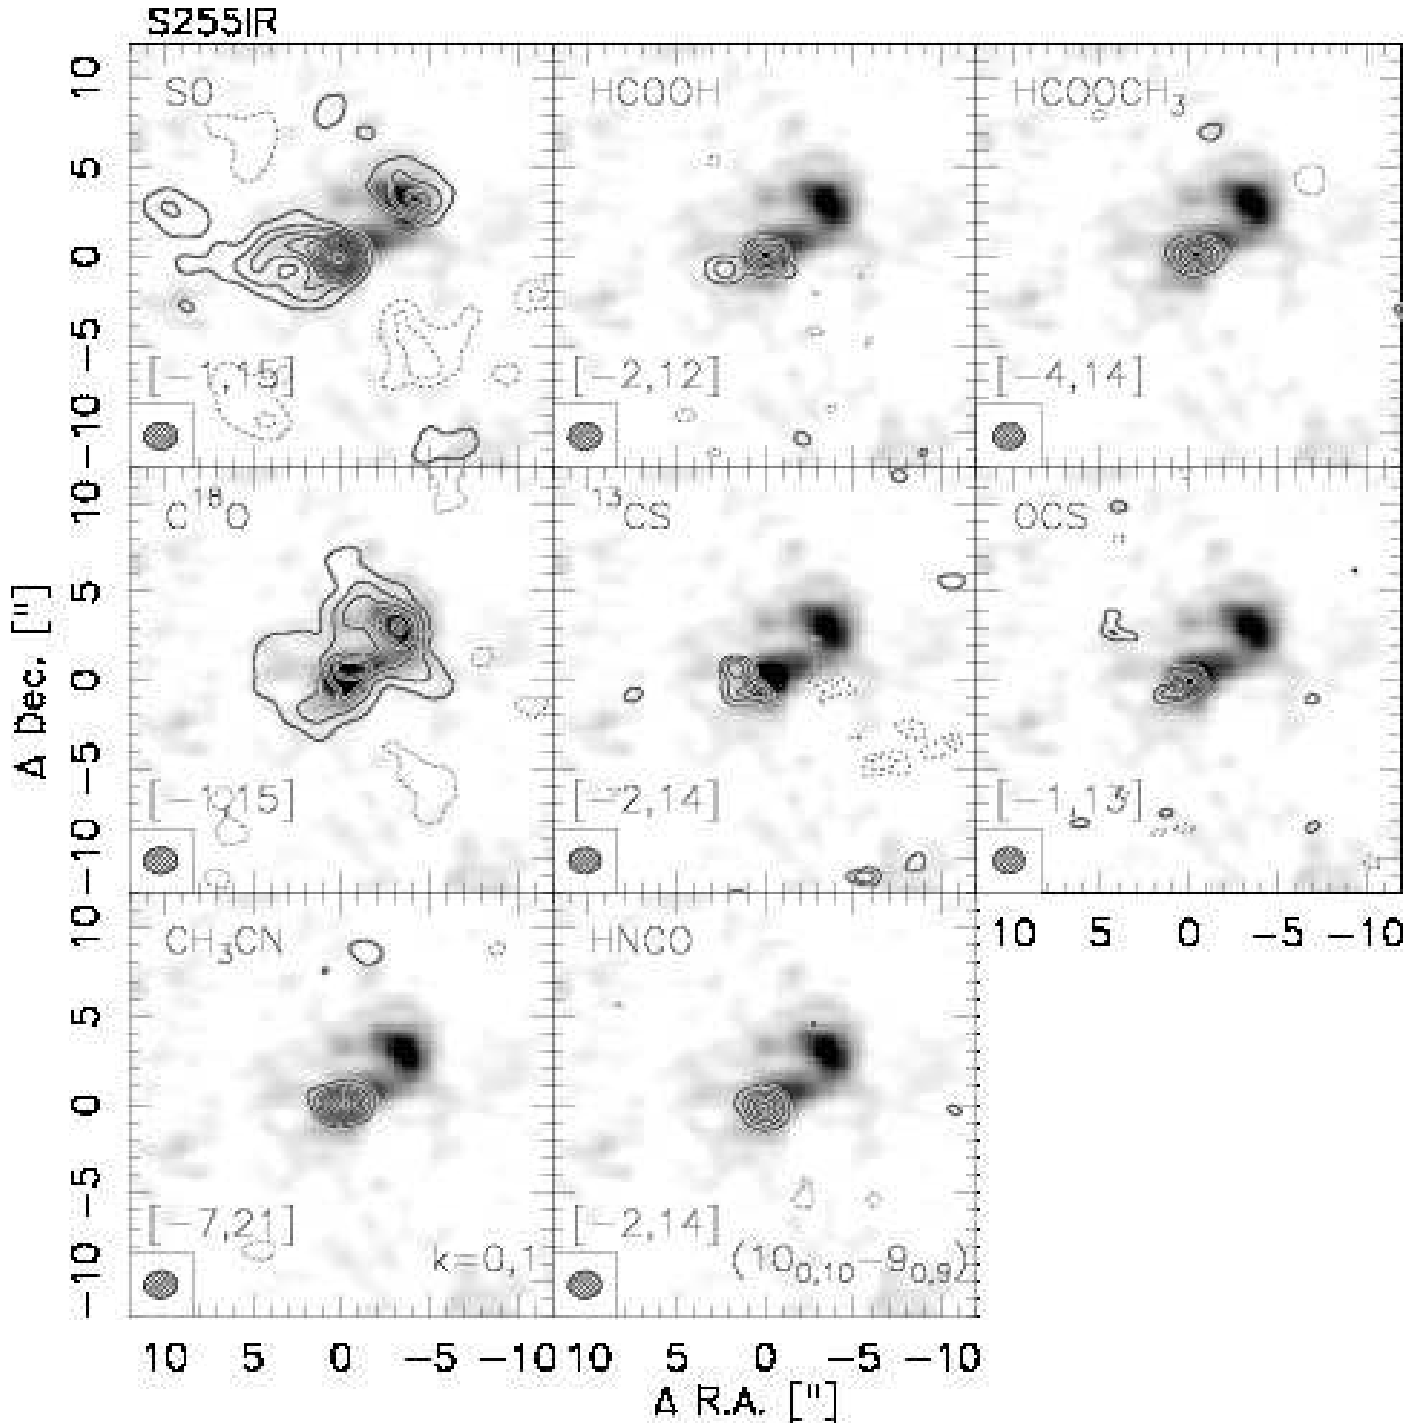 S255IR
SO
HCOOH
HCOOCH3
[-1,15]
[-2,12]
[-4,14]
C18O
13CS
OCS
[-1,15]
[-2,14]
[-1,13]
CH3CN
HNCO
[-7,21]
k=0,1
[-2,14]
(100,10-90,9)
10
5
0
-5
-10
10
5
0
-5
-10
10
5
0
-5
-10
Δ Dec. ["]
10 5 0 -5 -10
10 5 0 -5 -10
10 5 0 -5 -10
Δ R.A. ["]